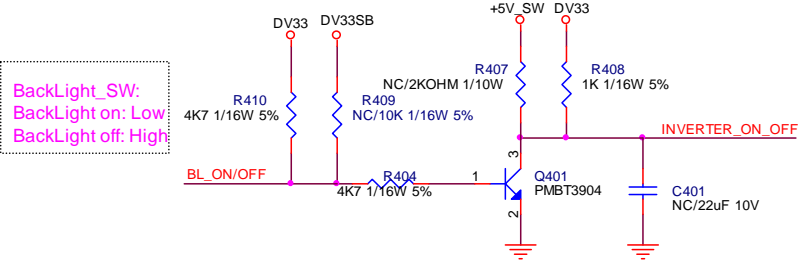 +5V_SW DV33
DV33 DV33SB
R407
NC/2KOHM 1/10W
R408
1K 1/16W 5%
BackLight_SW:
BackLight on: Low
BackLight off: High
R410
4K7 1/16W 5%
R409
NC/10K 1/16W 5%
INVERTER_ON_OFF
3
BL_ON/OFF
R404
4K7 1/16W 5%
1
Q401
PMBT3904
2
C401
NC/22uF 10V